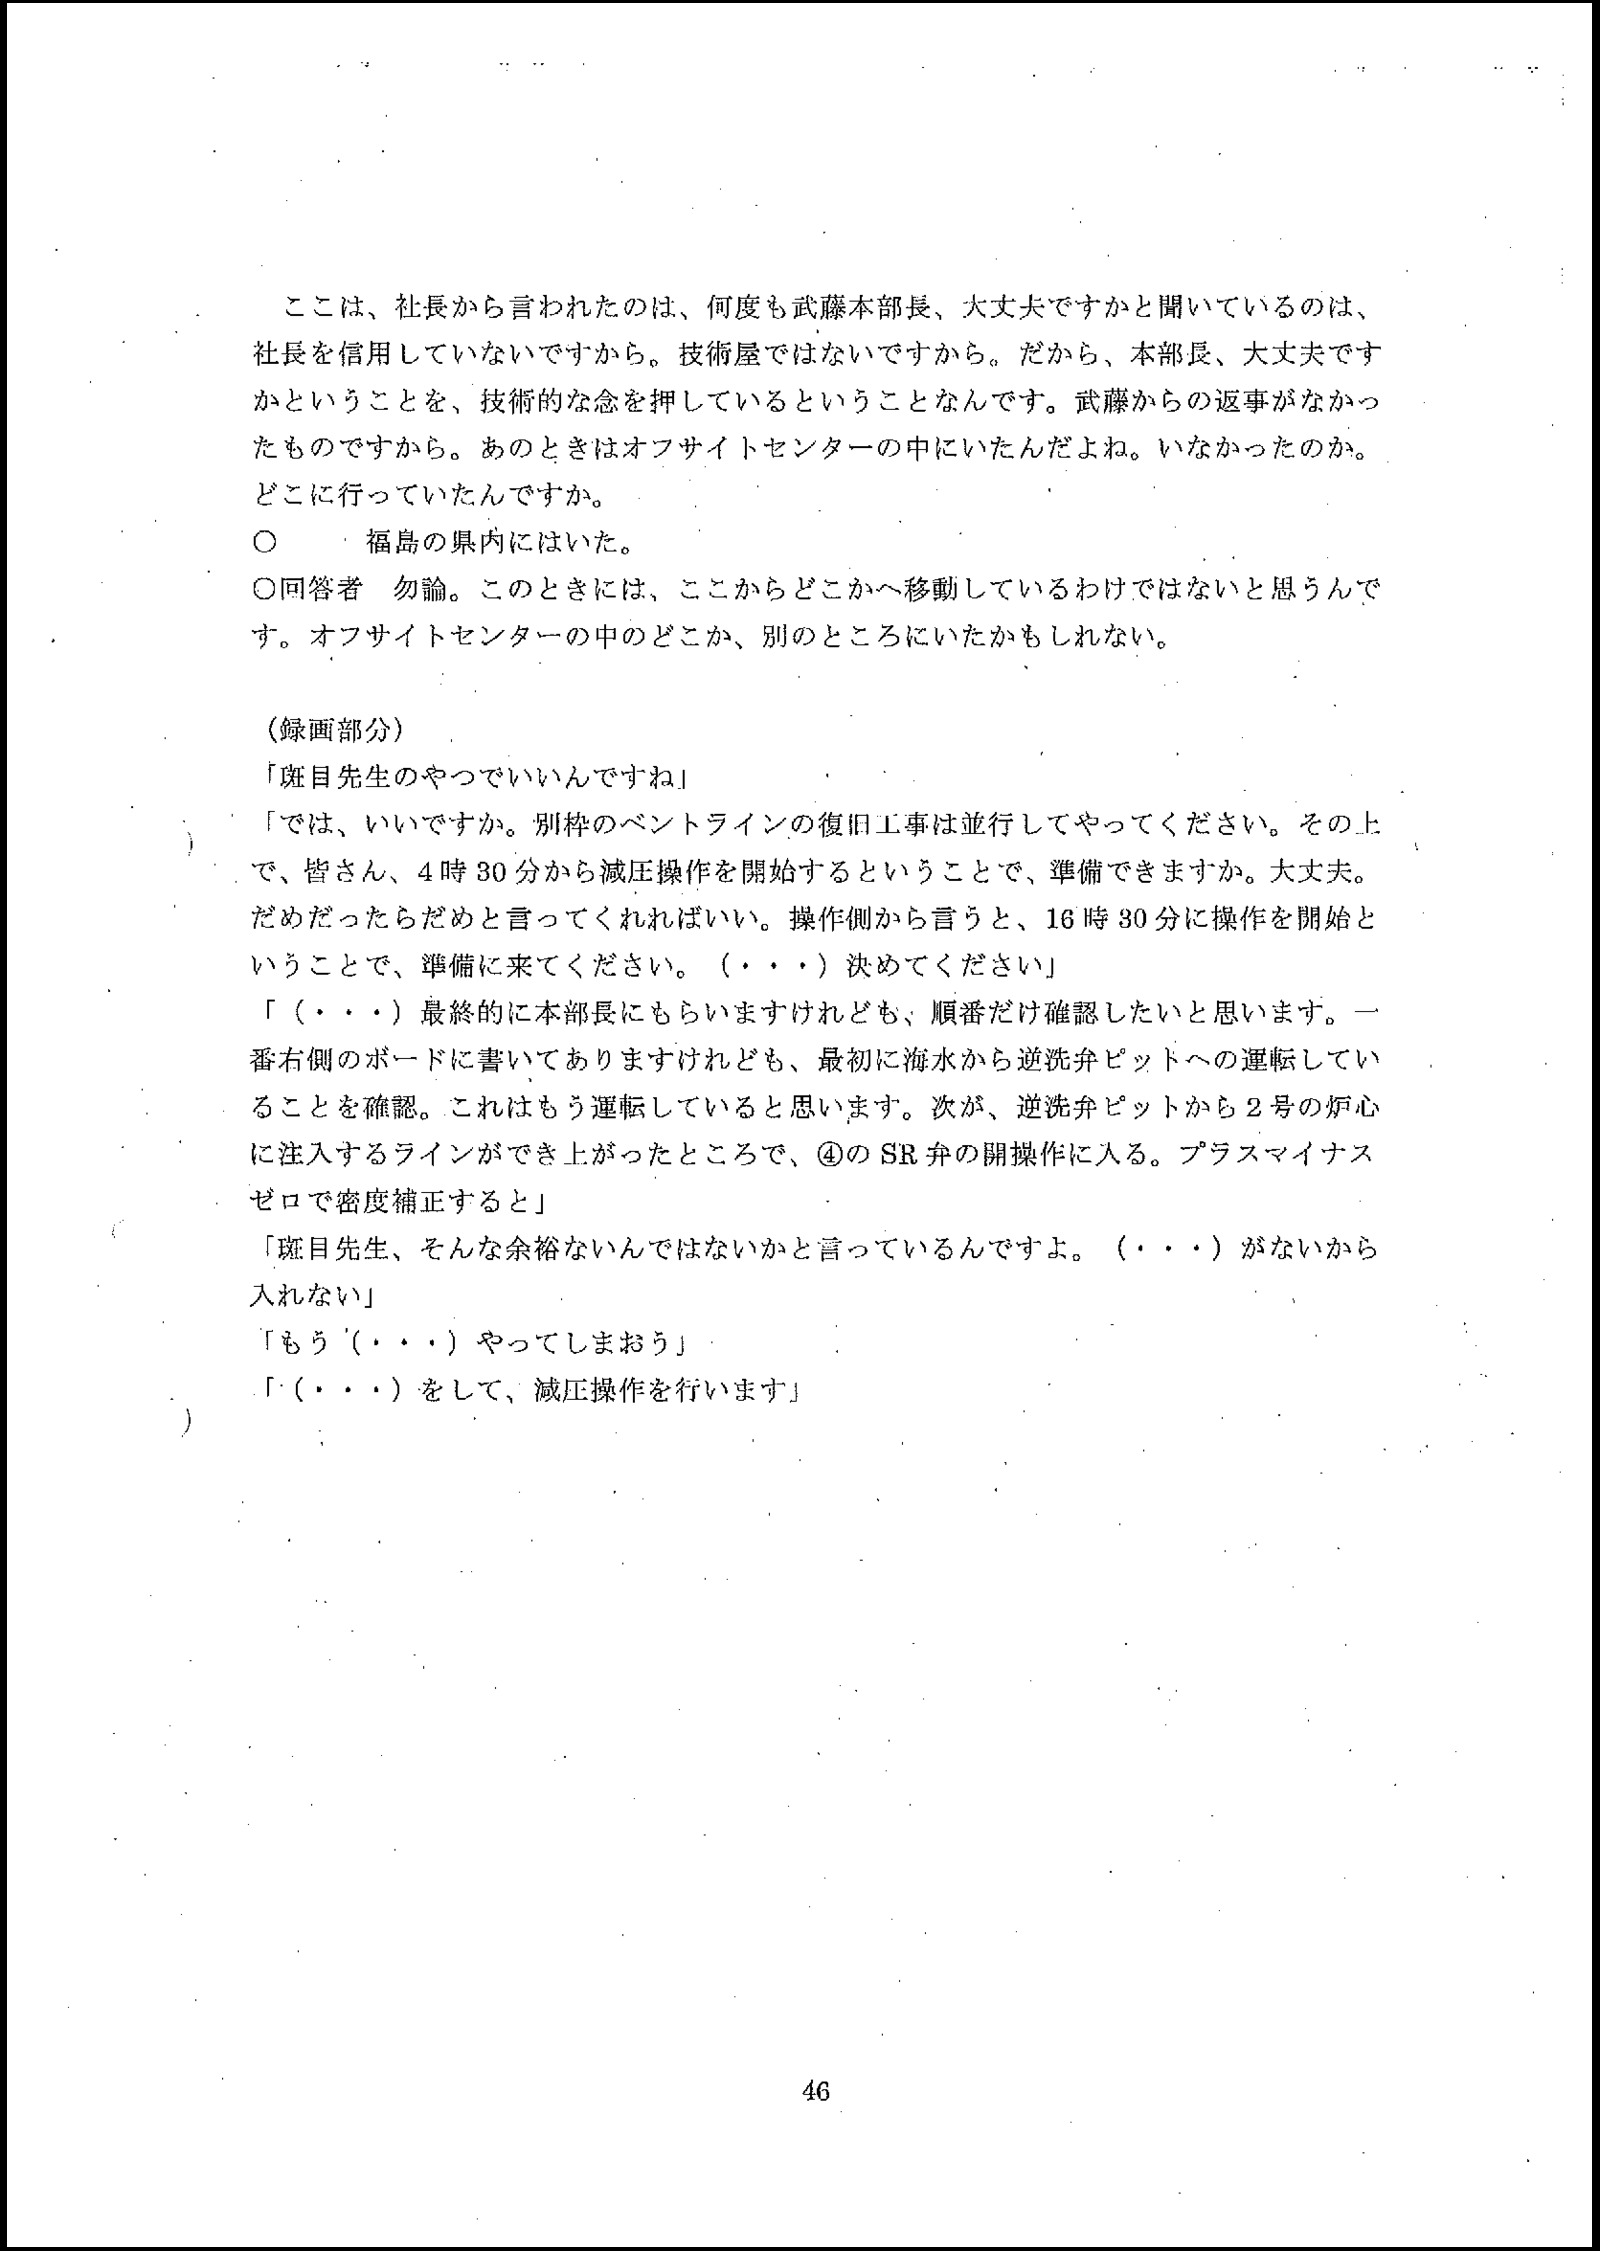 ここは、社長から言われたのは、何度も武藤本部長、大丈夫ですかと聞いているのは、
社長を信用していないですから。技術屋ではないですから。だから、本部長、大丈夫です
かということを、技術的な念を押しているということなんです。武藤からの返事がなかっ
たものですから。あのときはオフサイトセンターの中にいたんだよね。いなかったのか。
どこに行っていたんですか。
○　　　福島の県内にはいた。
○回答者　勿論。このときには、ここからどこかへ移動しているわけではないと思うんで
す。オフサイトセンターの中のどこか、別のところにいたかもしれない。
（録画部分）
「斑目先生のやつでいいんですね」
「では、いいですか。別枠のベントラインの復旧工事は並行してやってください。その上
で、皆さん、4時30分から減圧操作を開始するということで、準備できますか。大丈夫。
だめだったらだめと言ってくれればいい。操作側から言うと、16時30分に操作を開始と
いうことで、準備に来てください。（・・・）決めてください」
「（・・・）最終的に本部長にもらいますけれども、順番だけ確認したいと思います。一
番右側のボードに書いてありますけれども、最初に海水から逆洗弁ピットへの運転してい
ることを確認。これはもう運転していると思います。次が、逆洗弁ピットから2号の炉心
に注入するラインができ上がったところで、④のSR弁の開操作に入る。プラスマイナス
ゼロで密度補正すると」
「斑目先生、そんな余裕ないんではないかと言っているんですよ。（・・・）がないから
入れない」
「もう（・・・）やってしまおう」
「（・・・）をして、減圧操作を行います」
46